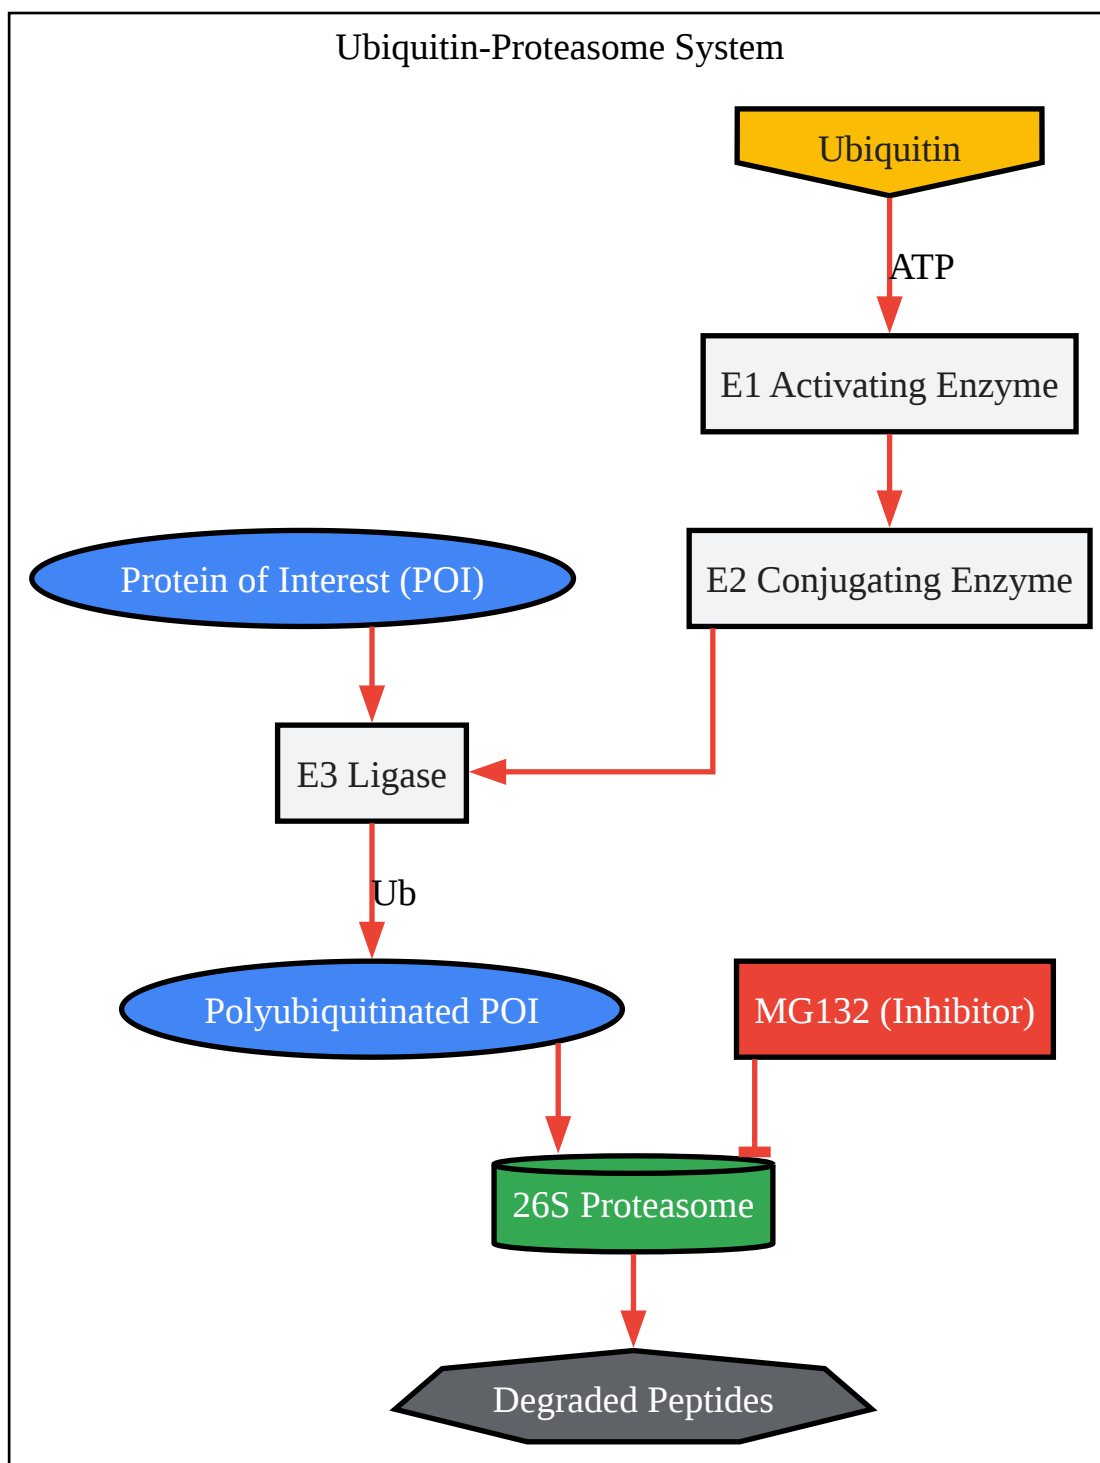 Ubiquitin-Proteasome System
Ubiquitin
ATP
E1 Activating Enzyme
Protein of Interest (POI)
E2 Conjugating Enzyme
E3 Ligase
Ub
Polyubiquitinated POI
MG132 (Inhibitor)
26S Proteasome
Degraded Peptides